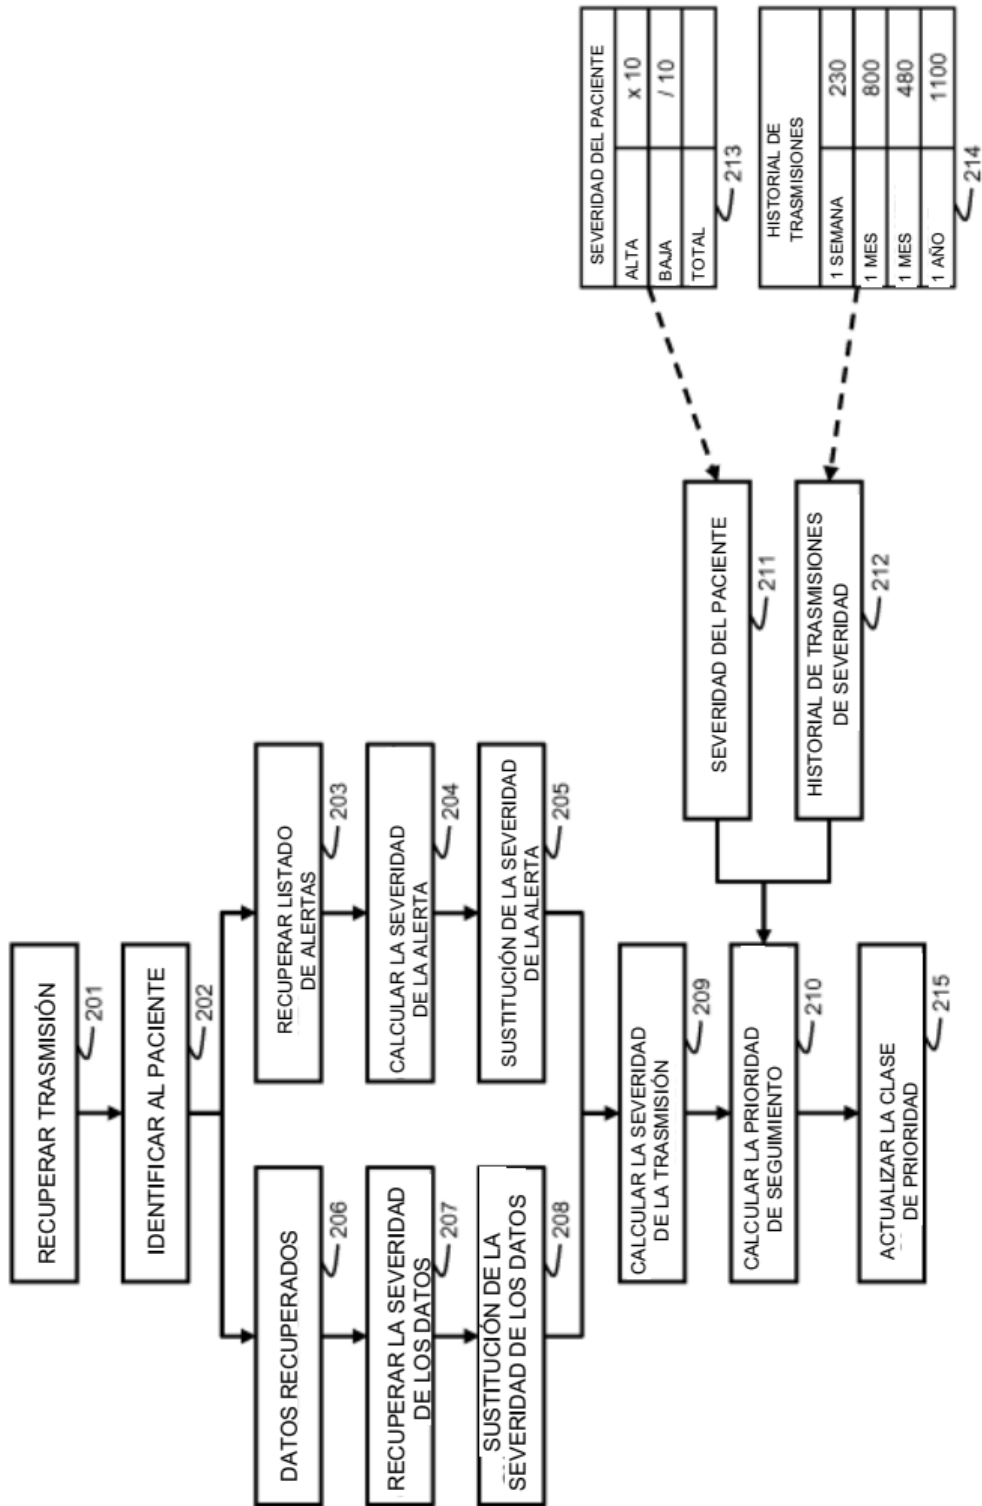 RECUPERAR TRASMISIÓN
201
IDENTIFICAR AL PACIENTE
202
RECUPERAR LISTADO
DE ALERTAS
203
CALCULAR LA SEVERIDAD
DE LA ALERTA
204
SUSTITUCIÓN DE LA SEVERIDAD
DE LA ALERTA
205
DATOS RECUPERADOS
206
RECUPERAR LA SEVERIDAD
DE LOS DATOS
207
SUSTITUCIÓN DE LA
SEVERIDAD DE LOS DATOS
208
CALCULAR LA SEVERIDAD
DE LA TRASMISIÓN
209
CALCULAR LA PRIORIDAD
DE SEGUIMIENTO
210
SEVERIDAD DEL PACIENTE
211
HISTORIAL DE TRASMISIONES
DE SEVERIDAD
212
SEVERIDAD DEL PACIENTE
ALTA x 10
BAJA / 10
TOTAL
213
HISTORIAL DE
TRASMISIONES
1 SEMANA 230
1 MES 800
1 MES 480
1 AÑO 1100
214
ACTUALIZAR LA CLASE
DE PRIORIDAD
215